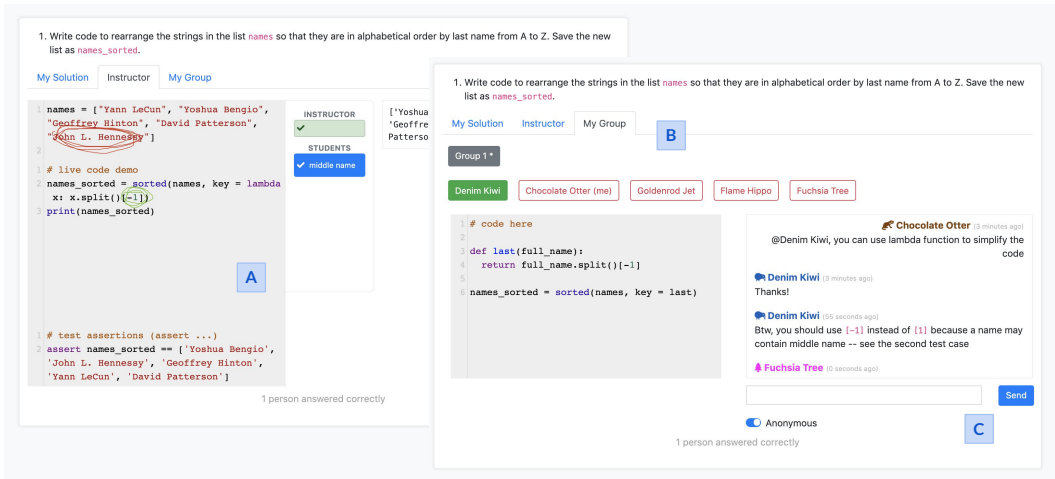 1. Write code to rearrange the strings in the list names so that they are in alphabetical order by last name from A to Z. Save the new
list as names_sorted.
My Solution Instructor My Group
1 names = ["Yann LeCun", "Yoshua Bengio",
"Geoffrey Hinton", "David Patterson",
"John L. Hennessy"]
2
1 # live code demo
2 names_sorted = sorted(names, key = lambda
x: x.split()[-1])
3 print(names_sorted)
A
1 # test assertions (assert ...)
2 assert names_sorted == ['Yoshua Bengio',
'John L. Hennessy', 'Geoffrey Hinton',
'Yann LeCun', 'David Patterson']
INSTRUCTOR
STUDENTS
middle name
['Yoshua
'Geoffre
Patterso
1 person answered correctly
1. Write code to rearrange the strings in the list names so that they are in alphabetical order by last name from A to Z. Save the new
list as names_sorted.
My Solution Instructor My Group
B
Group 1 *
Denim Kiwi Chocolate Otter (me) Goldenrod Jet Flame Hippo Fuchsia Tree
1 # code here
2
3 def last(full_name):
4 return full_name.split()[-1]
5
6 names_sorted = sorted(names, key = last)
Chocolate Otter (3 minutes ago)
@Denim Kiwi, you can use lambda function to simplify the
code
Denim Kiwi (3 minutes ago)
Thanks!
Denim Kiwi (55 seconds ago)
Btw, you should use [-1] instead of [1] because a name may
contain middle name -- see the second test case
Fuchsia Tree (0 seconds ago)
Send
Anonymous
C
1 person answered correctly